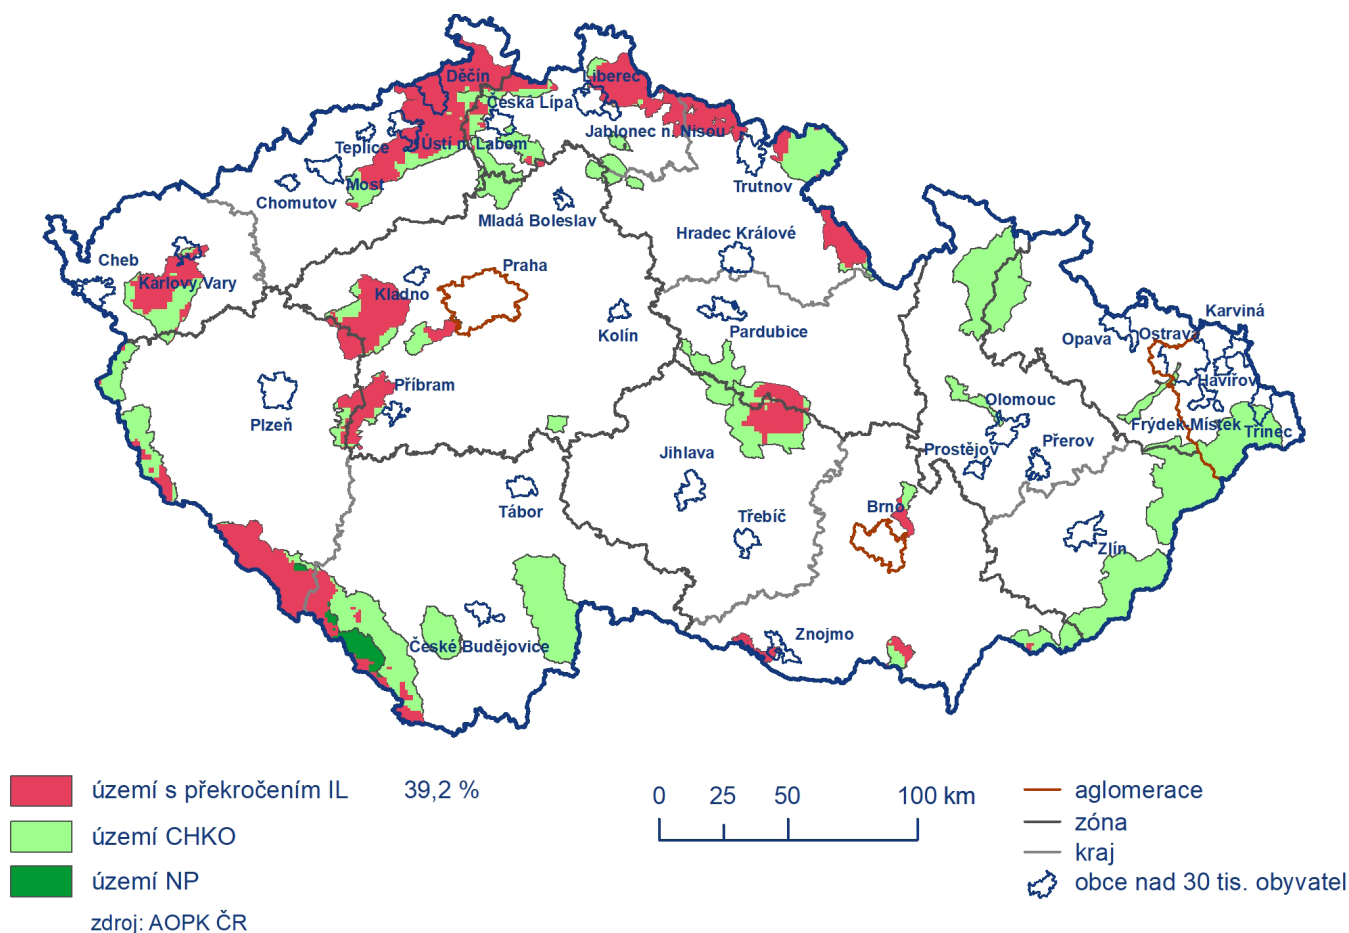 Děčín
Liberec
Česká Lípa
Jablonec n. Nisou
Teplice
Ústí n. Labem
Most
Chomutov
Trutnov
Mladá Boleslav
Hradec Králové
Cheb
Karlovy Vary
Praha
Kladno
Kolín
Pardubice
Karviná
Opava
Ostrava
Havířov
Příbram
Plzeň
Olomouc
Frýdek-Místek
Třinec
Prostějov
Přerov
Jihlava
Tábor
Třebíč
Brno
Zlín
Znojmo
České Budějovice
území s překročením IL 39,2 %
území CHKO
území NP
zdroj: AOPK ČR
0 25 50 100 km
aglomerace
zóna
kraj
obce nad 30 tis. obyvatel